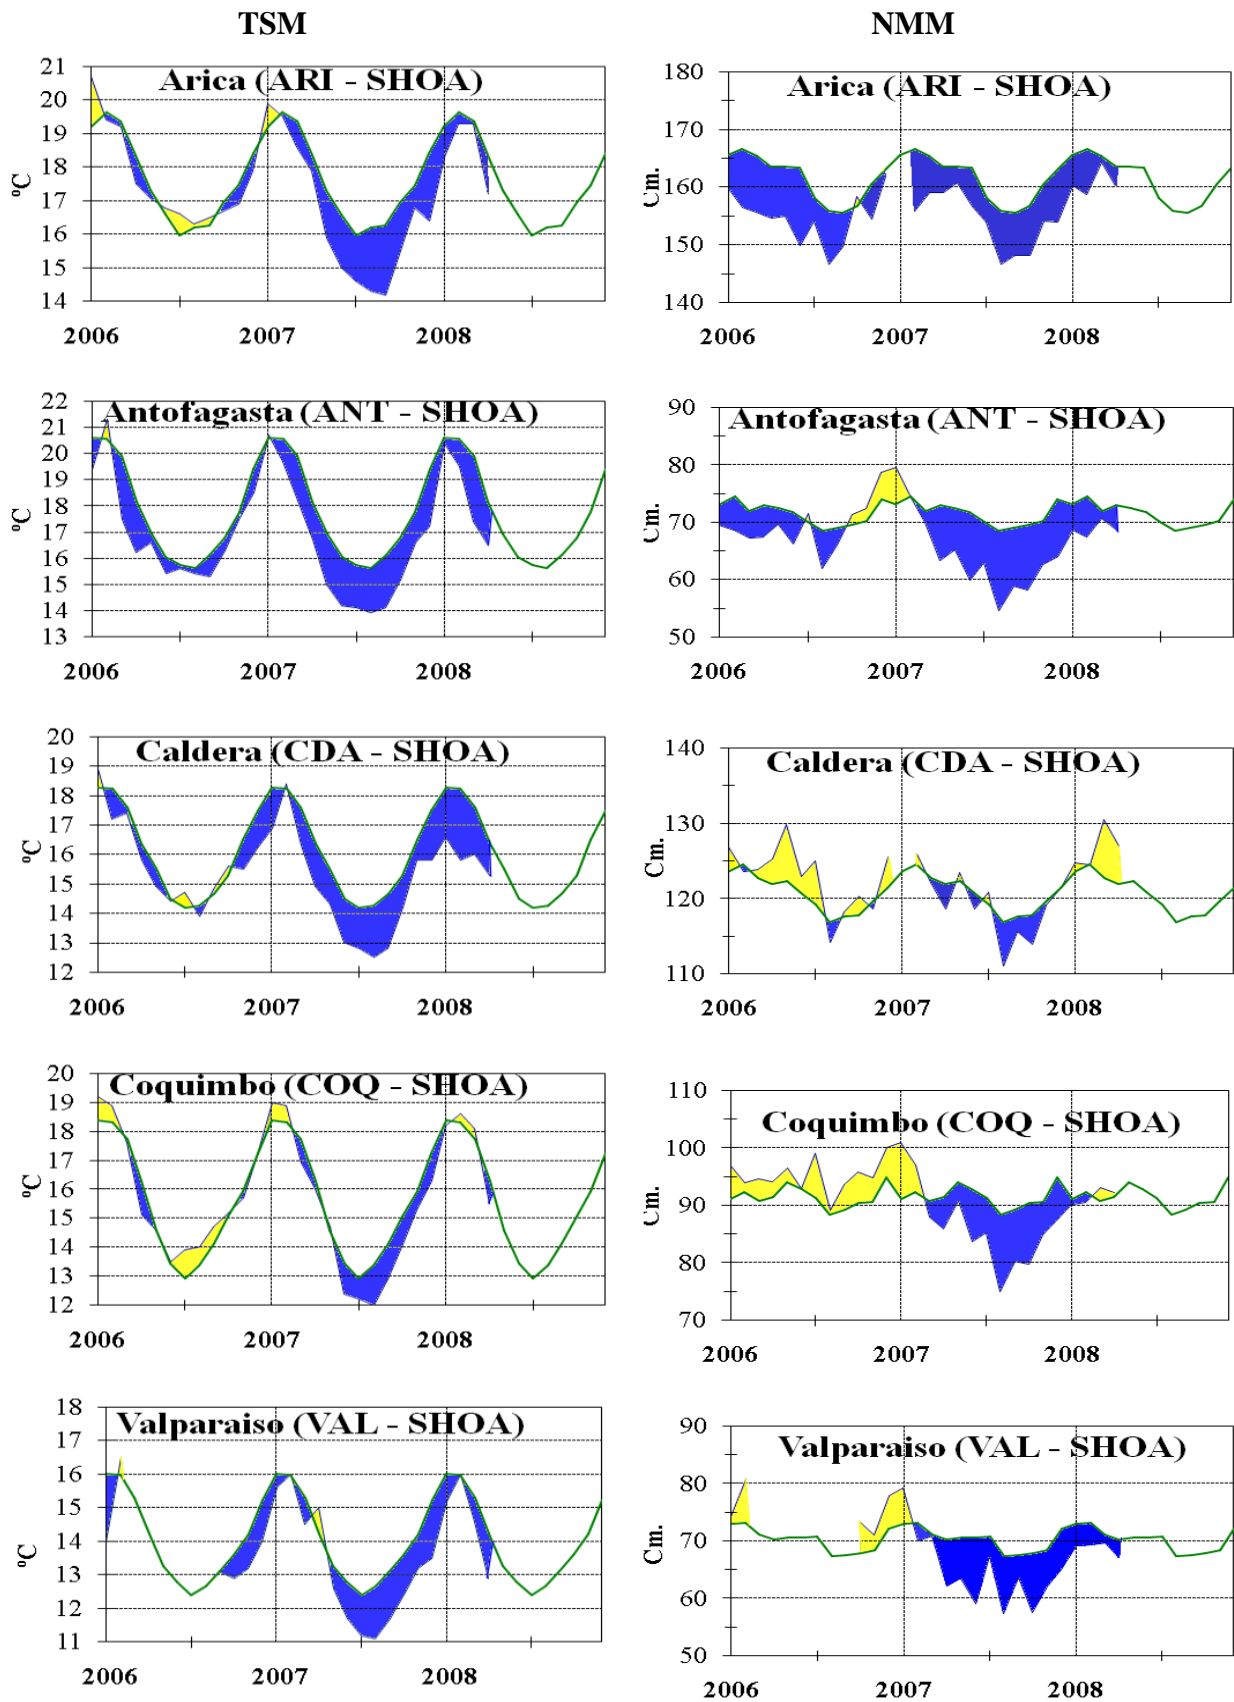 TSM
NMM
Arica (ARI - SHOA)
21
20
19
18
17
16
15
14
ºC
2006 2007 2008
Arica (ARI - SHOA)
180
170
160
150
140
Cm.
2006 2007 2008
Antofagasta (ANT - SHOA)
22
21
20
19
18
17
16
15
14
13
ºC
2006 2007 2008
Antofagasta (ANT - SHOA)
90
80
70
60
50
Cm.
2006 2007 2008
Caldera (CDA - SHOA)
20
19
18
17
16
15
14
13
12
ºC
2006 2007 2008
Caldera (CDA - SHOA)
140
130
120
110
Cm.
2006 2007 2008
Coquimbo (COQ - SHOA)
20
19
18
17
16
15
14
13
12
ºC
2006 2007 2008
Coquimbo (COQ - SHOA)
110
100
90
80
70
Cm.
2006 2007 2008
Valparaiso (VAL - SHOA)
18
17
16
15
14
13
12
11
ºC
2006 2007 2008
Valparaiso (VAL - SHOA)
90
80
70
60
50
Cm.
2006 2007 2008